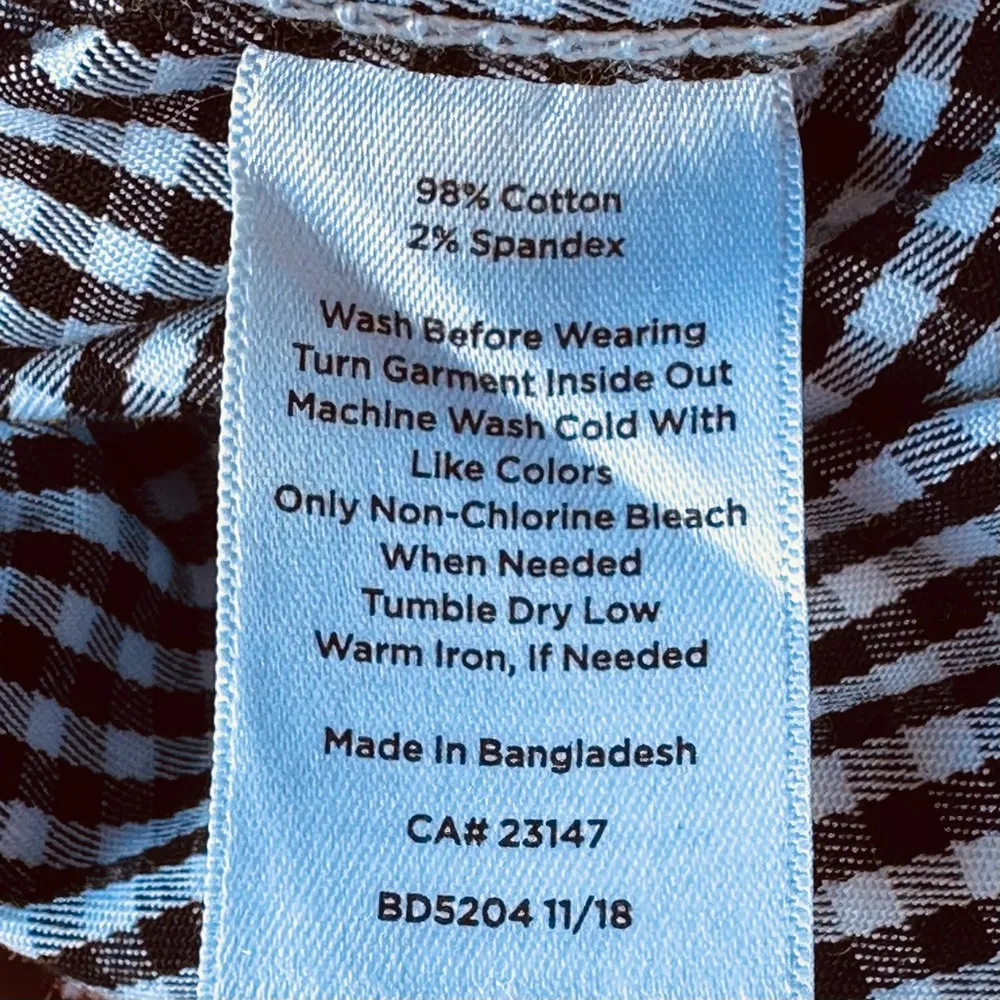 98% Cotton
2% Spandex
Wash Before Wearing
Turn Garment Inside Out
Machine Wash Cold With
Like Colors
Only Non-Chlorine Bleach
When Needed
Tumble Dry Low
Warm Iron, If Needed
Made In Bangladesh
CA# 23147
BD5204 11/18